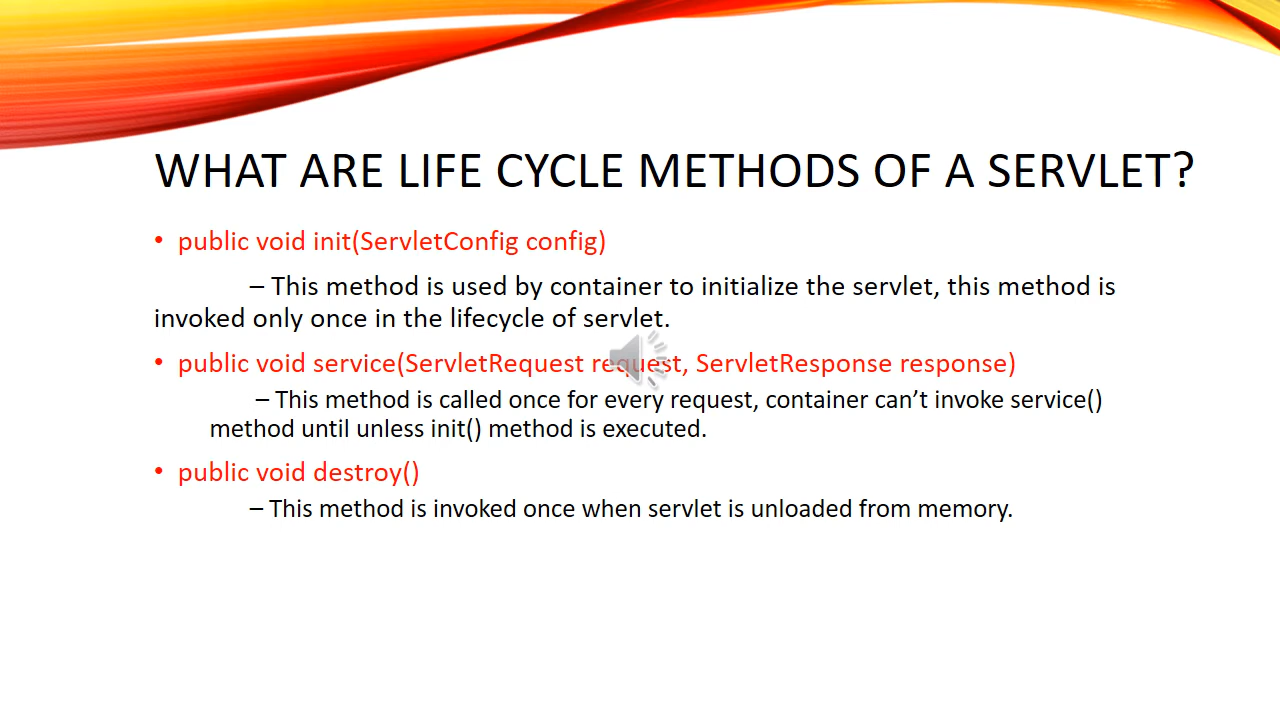 WHAT ARE LIFE CYCLE METHODS OF A SERVLET?
• public void init(ServletConfig config)
– This method is used by container to initialize the servlet, this method is
invoked only once in the lifecycle of servlet.
• public void service(ServletRequest request, ServletResponse response)
– This method is called once for every request, container can’t invoke service()
method until unless init() method is executed.
• public void destroy()
– This method is invoked once when servlet is unloaded from memory.